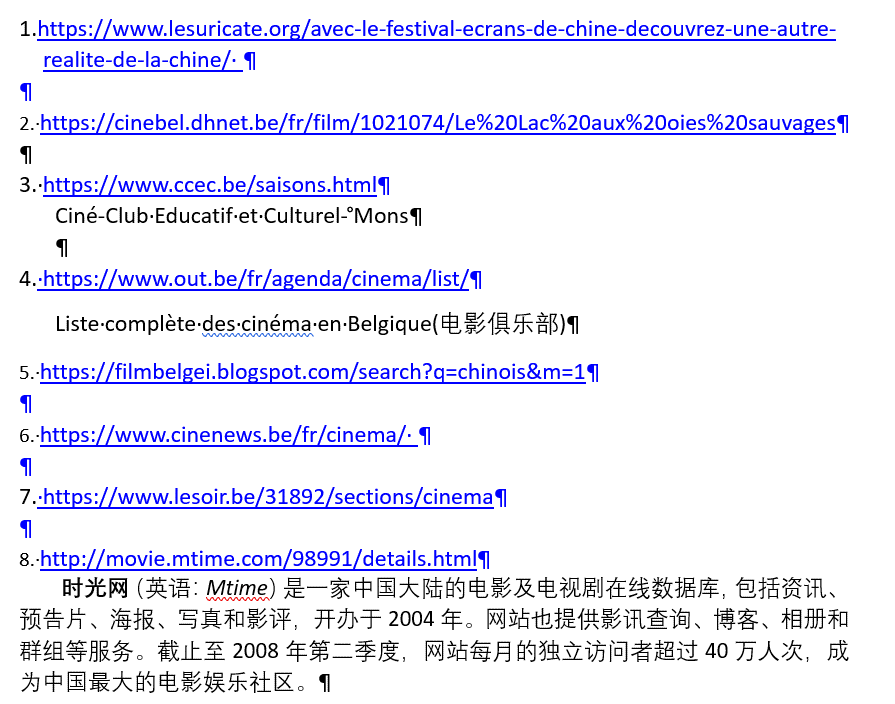 1.https://www.lesuricate.org/avec-le-festival-ecrans-de-chine-decouvrez-une-autre-
realite-de-la-chine/· ¶
¶
2.·https://cinebel.dhnet.be/fr/film/1021074/Le%20Lac%20aux%20oies%20sauvages¶
¶
3.·https://www.ccec.be/saisons.html¶
Ciné-Club·Educatif·et·Culturel-°Mons¶
¶
4.·https://www.out.be/fr/agenda/cinema/list/¶
Liste·complète·des·cinéma·en·Belgique(电影俱乐部)¶
5.·https://filmbelgei.blogspot.com/search?q=chinois&m=1¶
¶
6.·https://www.cinenews.be/fr/cinema/· ¶
¶
7.·https://www.lesoir.be/31892/sections/cinema¶
¶
8.·http://movie.mtime.com/98991/details.html¶
时光网（英语：Mtime）是一家中国大陆的电影及电视剧在线数据库，包括资讯、
预告片、海报、写真和影评，开办于 2004 年。网站也提供影讯查询、博客、相册和
群组等服务。截止至 2008 年第二季度，网站每月的独立访问者超过 40 万人次，成
为中国最大的电影娱乐社区。¶